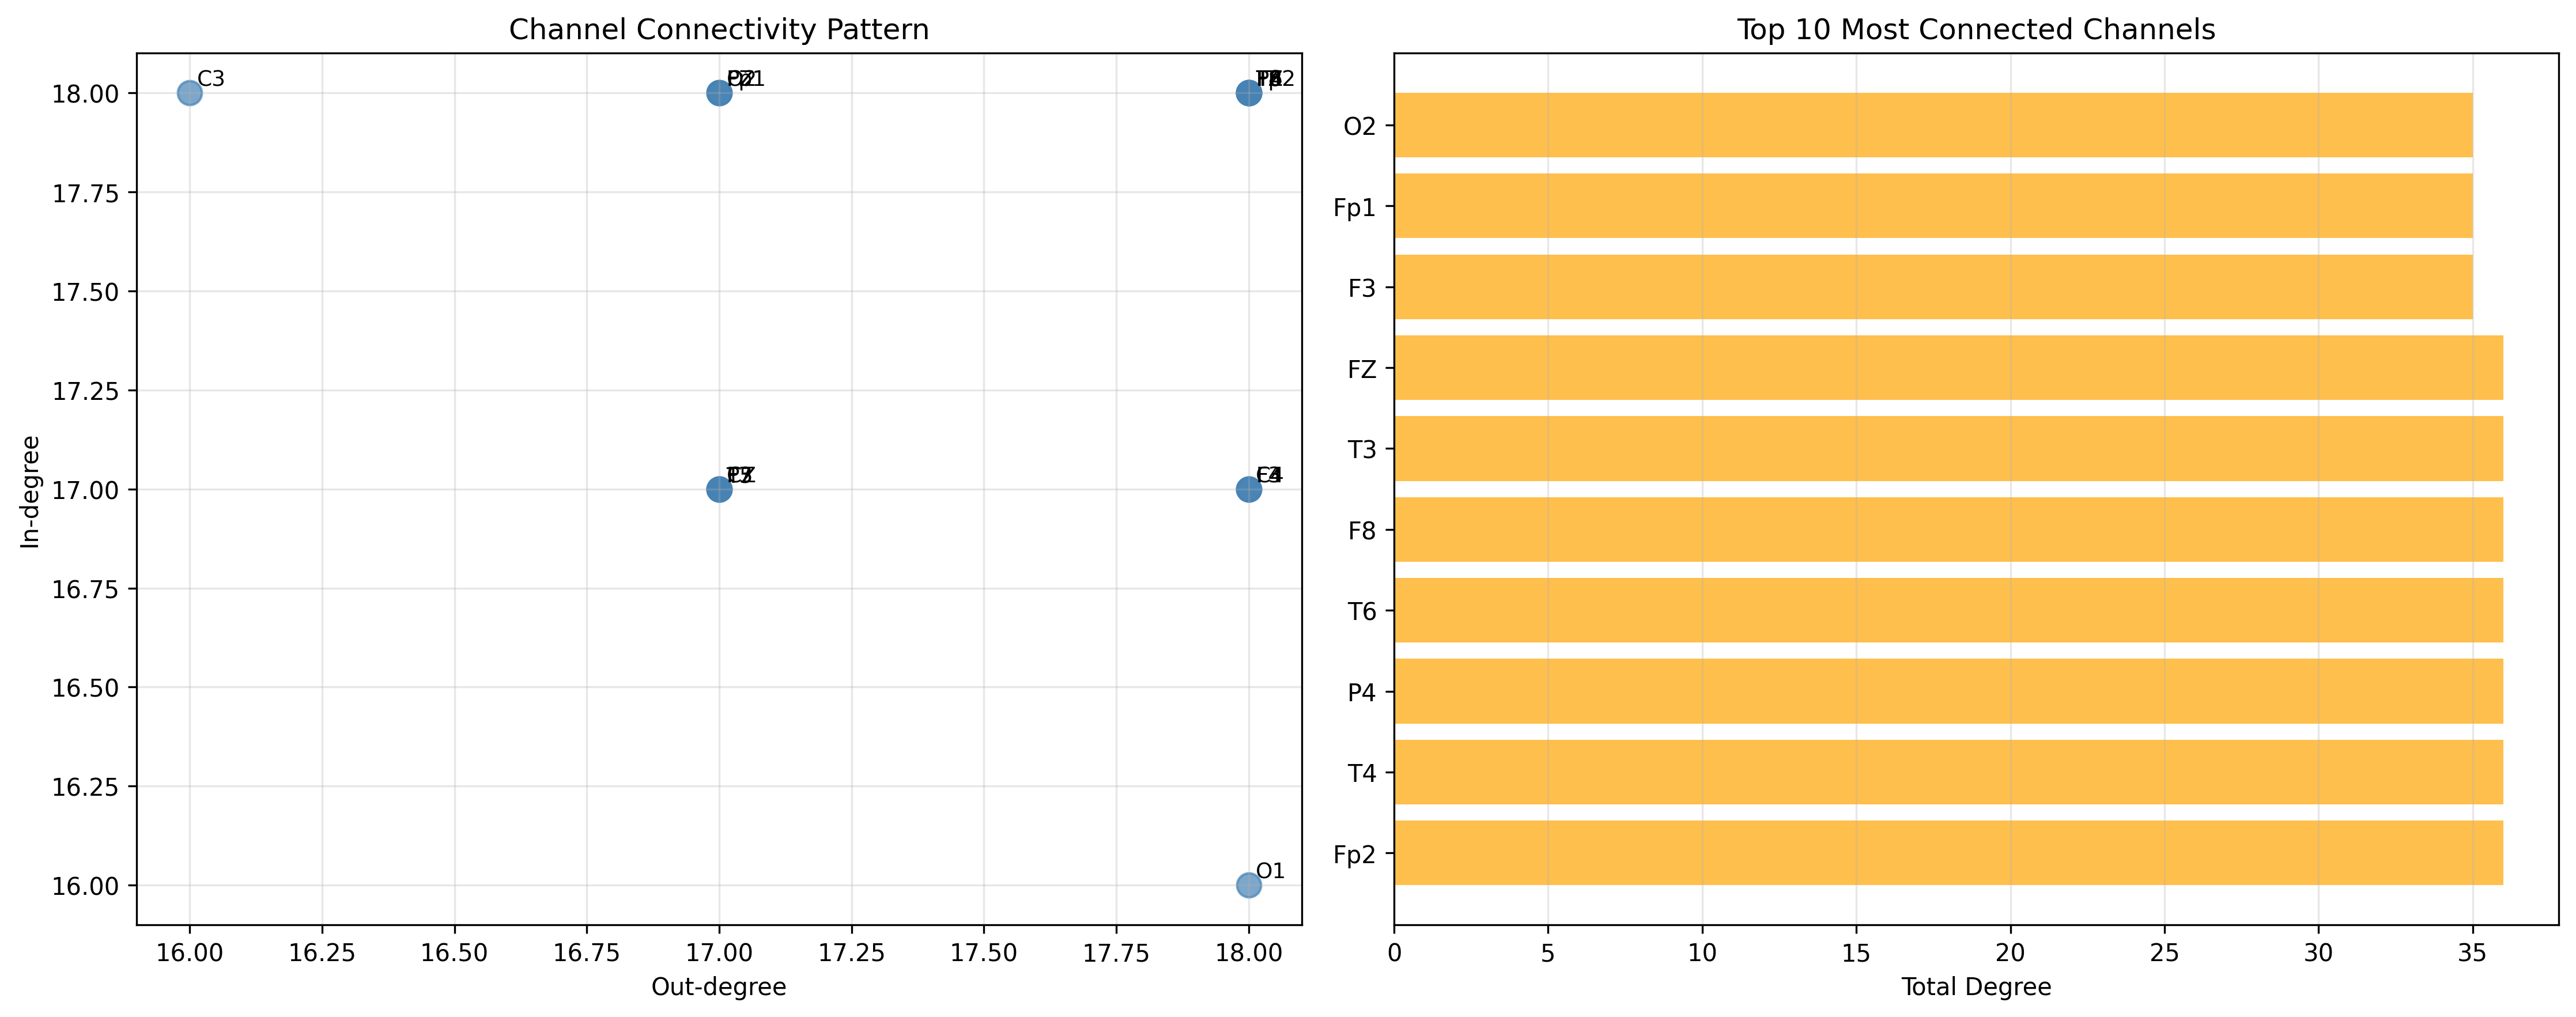 Channel Connectivity Pattern
C3
O1
18.00
17.75
17.50
17.25
17.00
16.75
16.50
16.25
16.00
In-degree
16.00 16.25 16.50 16.75 17.00 17.25 17.50 17.75 18.00
Out-degree
Top 10 Most Connected Channels
O2
Fp1
F3
FZ
T3
F8
T6
P4
T4
Fp2
0 5 10 15 20 25 30 35
Total Degree